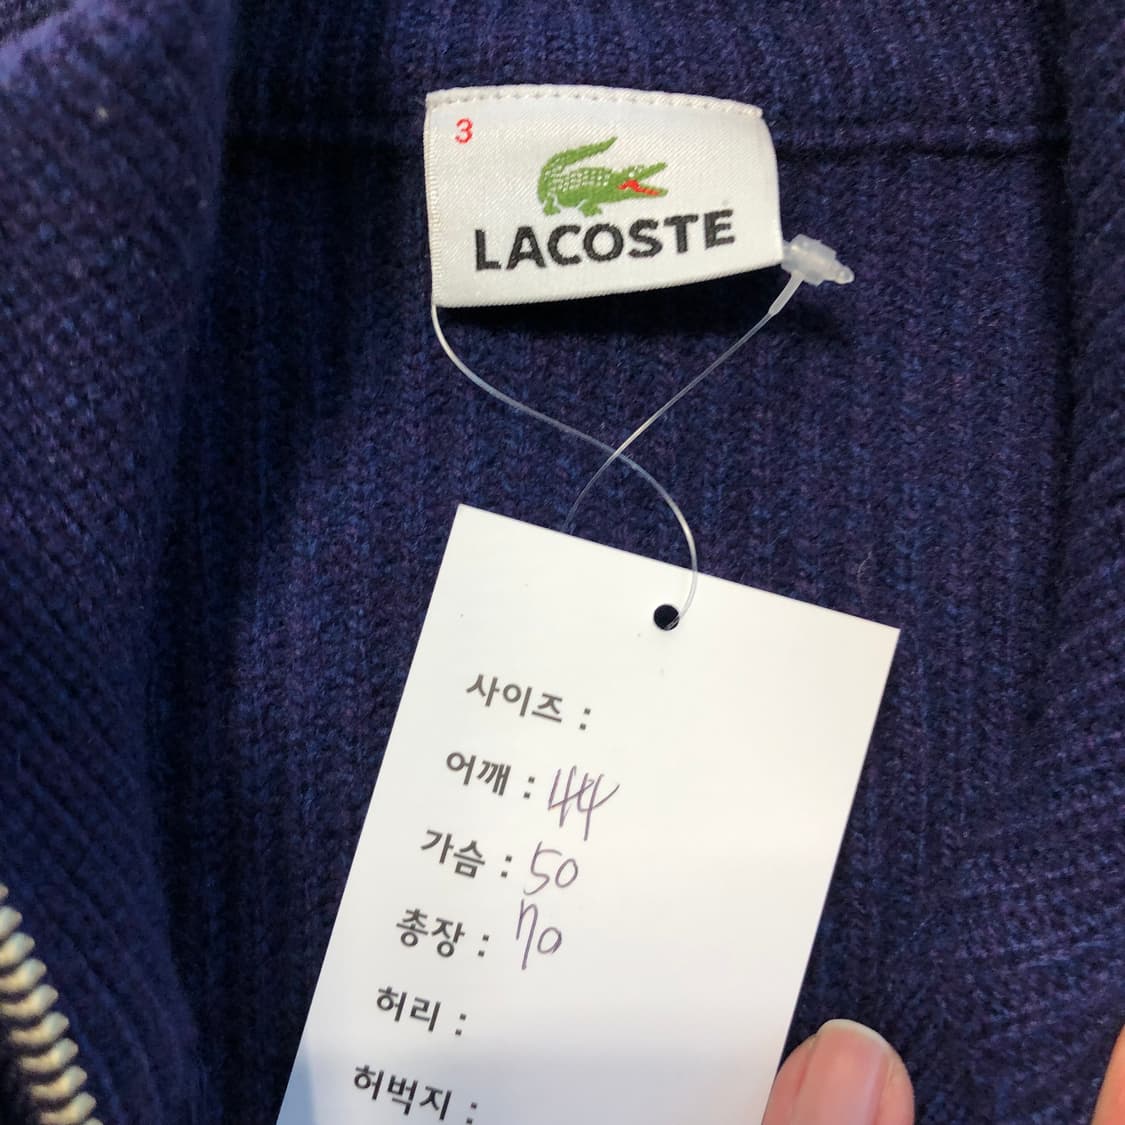 3
LACOSTE
사이즈 :
어깨 : 44
가슴 : 50
총장 : 70
허리 :
허벅지 :